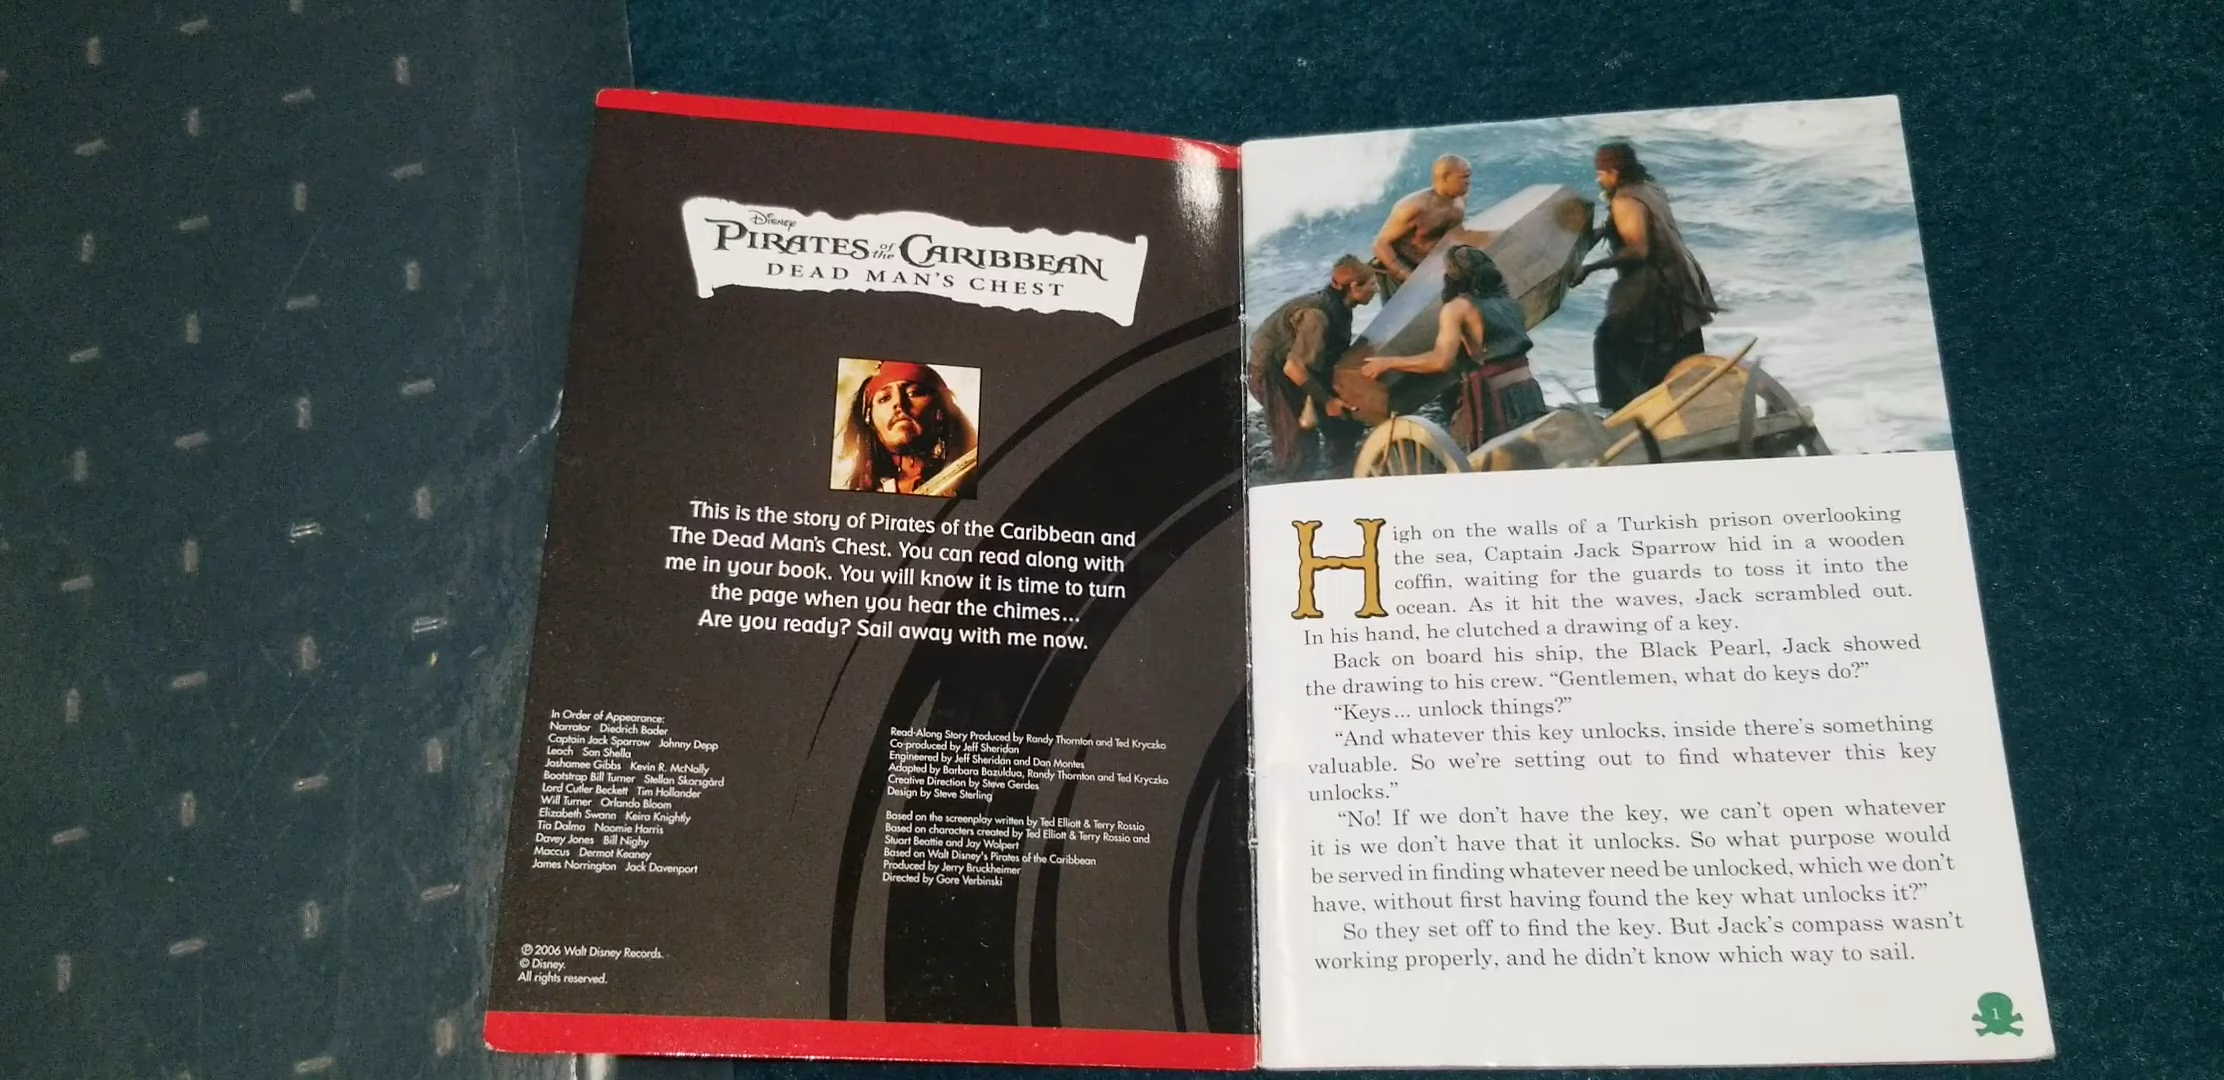 Disney
PIRATES of the CARIBBEAN
DEAD MAN'S CHEST
This is the story of Pirates of the Caribbean and
The Dead Man's Chest. You can read along with
me in your book. You will know it is time to turn
the page when you hear the chimes...
Are you ready? Sail away with me now.
In Order of Appearance:
Narrator Diedrich Bader
Captain Jack Sparrow Johnny Depp
Leach San Shella
Joshamee Gibbs Kevin R. McNally
Bootstrap Bill Turner Stellan Skarsgård
Lord Cutler Beckett Tim Hollander
Will Turner Orlando Bloom
Elizabeth Swann Keira Knightly
Tia Dalma Naomie Harris
Davey Jones Bill Nighy
Maccus Dermot Keaney
James Norrington Jack Davenport
Read-Along Story Produced by Randy Thornton and Ted Kryczko
Co-produced by Jeff Sheridan
Engineered by Jeff Sheridan and Dan Montes
Adapted by Barbara Bazuldua, Randy Thornton and Ted Kryczko
Creative Direction by Steve Gerdes
Design by Steve Sterling
Based on the screenplay written by Ted Elliott & Terry Rossio
Based on characters created by Ted Elliott & Terry Rossio and
Stuart Beattie and Jay Wolpert
Based on Walt Disney's Pirates of the Caribbean
Produced by Jerry Bruckheimer
Directed by Gore Verbinski
℗ 2006 Walt Disney Records.
© Disney.
All rights reserved.
High on the walls of a Turkish prison overlooking
the sea, Captain Jack Sparrow hid in a wooden
coffin, waiting for the guards to toss it into the
ocean. As it hit the waves, Jack scrambled out.
In his hand, he clutched a drawing of a key.
Back on board his ship, the Black Pearl, Jack showed
the drawing to his crew. “Gentlemen, what do keys do?”
“Keys... unlock things?”
“And whatever this key unlocks, inside there's something
valuable. So we're setting out to find whatever this key
unlocks.”
“No! If we don't have the key, we can't open whatever
it is we don't have that it unlocks. So what purpose would
be served in finding whatever need be unlocked, which we don't
have, without first having found the key what unlocks it?”
So they set off to find the key. But Jack's compass wasn't
working properly, and he didn't know which way to sail.
1